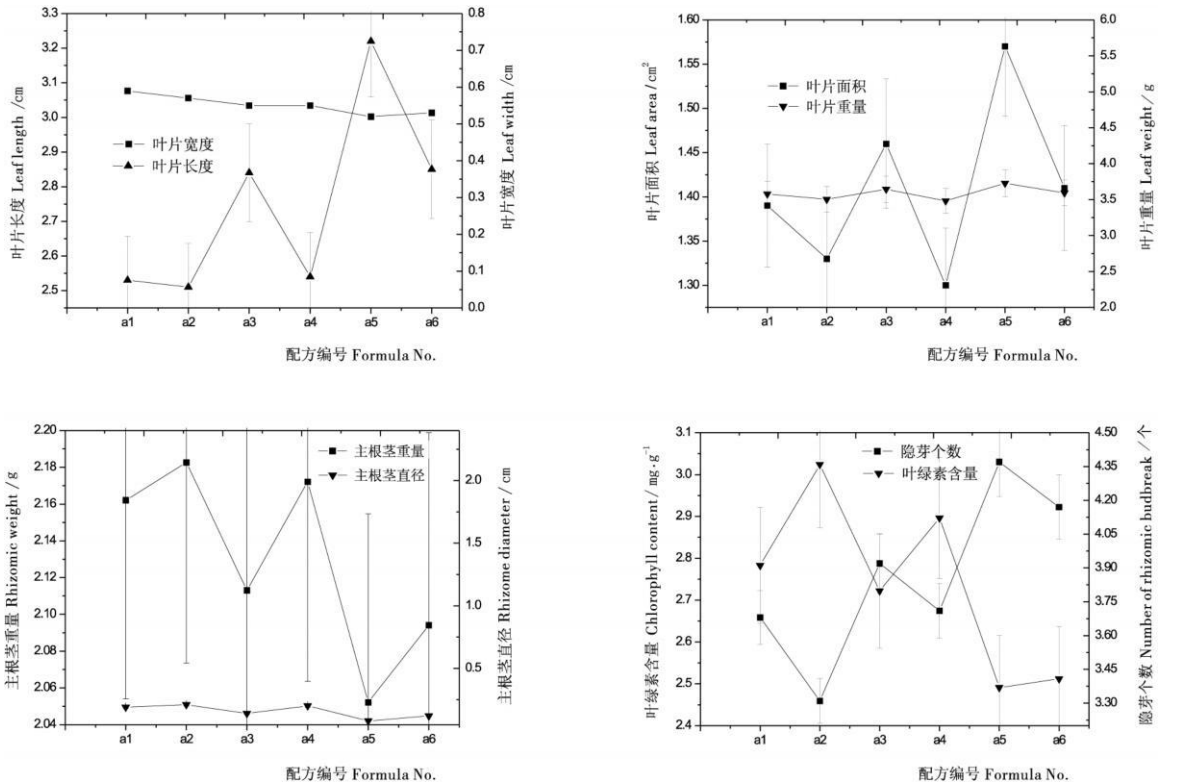 3.3
3.2
3.1
3.0
2.9
2.8
2.7
2.6
2.5
叶片长度 Leaf length /cm
叶片宽度
叶片长度
0.8
0.7
0.6
0.5
0.4
0.3
0.2
0.1
0.0
叶片宽度 Leaf width /cm
a1 a2 a3 a4 a5 a6
配方编号 Formula No.
1.60
1.55
1.50
1.45
1.40
1.35
1.30
叶片面积 Leaf area/cm²
叶片面积
叶片重量
6.0
5.5
5.0
4.5
4.0
3.5
3.0
2.5
2.0
叶片重量 Leaf weight/g
a1 a2 a3 a4 a5 a6
配方编号 Formula No.
2.20
2.18
2.16
2.14
2.12
2.10
2.08
2.06
2.04
主根茎重量 Rhizomic weight /g
主根茎重量
主根茎直径
2.0
1.5
1.0
0.5
主根茎直径 Rhizome diameter / cm
a1 a2 a3 a4 a5 a6
配方编号 Formula No.
3.1
3.0
2.9
2.8
2.7
2.6
2.5
2.4
叶绿素含量 Chlorophyll content/mg·g⁻¹
隐芽个数
叶绿素含量
4.50
4.35
4.20
4.05
3.90
3.75
3.60
3.45
3.30
隐芽个数 Number of rhizomic budbreak /个
a1 a2 a3 a4 a5 a6
配方编号 Formula No.